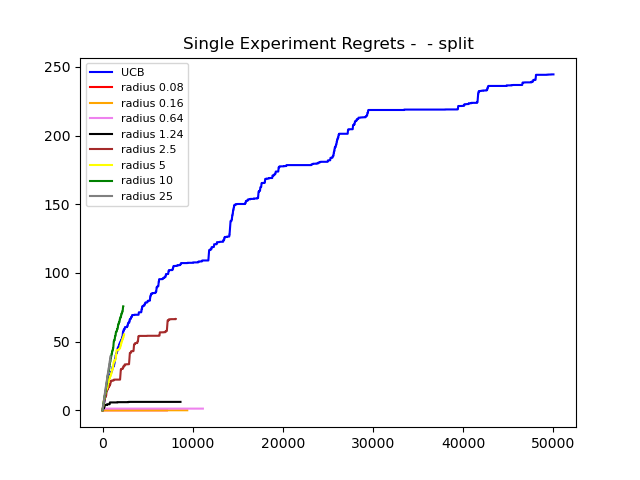 Single Experiment Regrets -  - split
250
200
150
100
50
0
UCB
radius 0.08
radius 0.16
radius 0.64
radius 1.24
radius 2.5
radius 5
radius 10
radius 25
0 10000 20000 30000 40000 50000